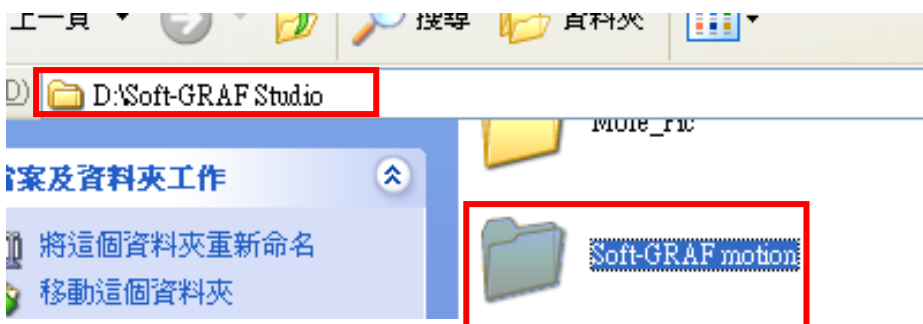 上一頁 搜尋 資料夾
D) D:\Soft-GRAF Studio
More_Pic
檔案及資料夾工作
Soft-GRAF motion
將這個資料夾重新命名
移動這個資料夾